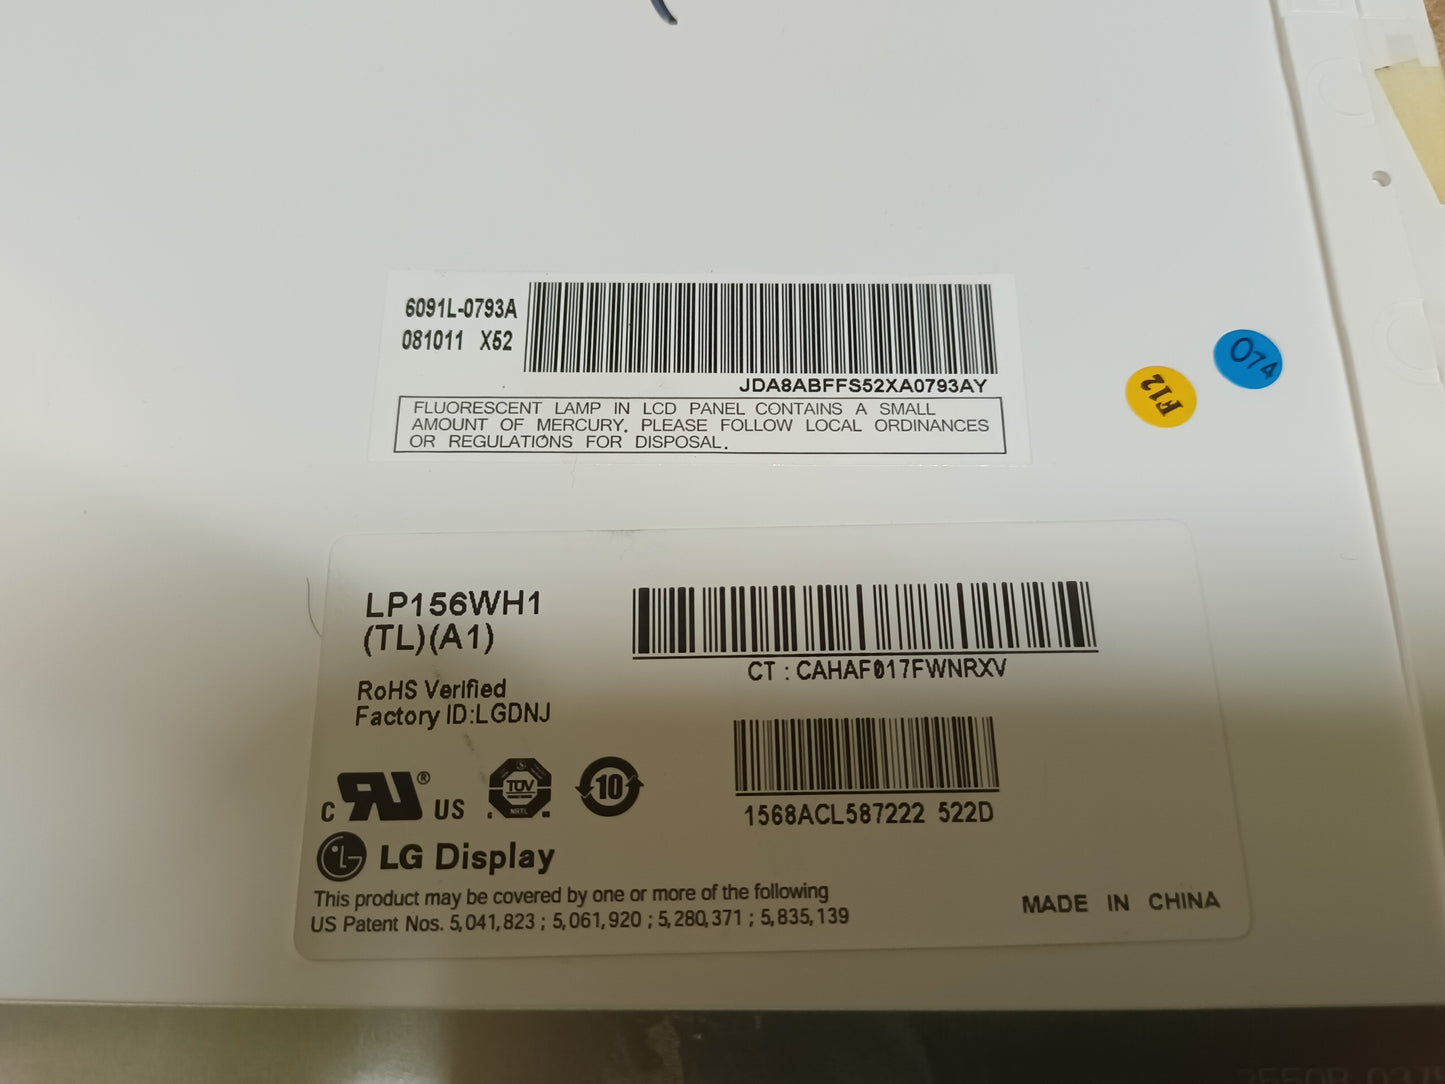 6091L-0793A
081011 X52
JDA8ABFFS52XA0793AY
FLUORESCENT LAMP IN LCD PANEL CONTAINS A SMALL
AMOUNT OF MERCURY. PLEASE FOLLOW LOCAL ORDINANCES
OR REGULATIONS FOR DISPOSAL.
F12
074
LP156WH1
(TL)(A1)
CT : CAHAF017FWNRXV
RoHS Verified
Factory ID:LGDNJ
C RU ® US
TÜV
NRTL
10
1568ACL587222 522D
LG Display
This product may be covered by one or more of the following
US Patent Nos. 5,041,823 ; 5,061,920 ; 5,280,371 ; 5,835,139
MADE IN CHINA